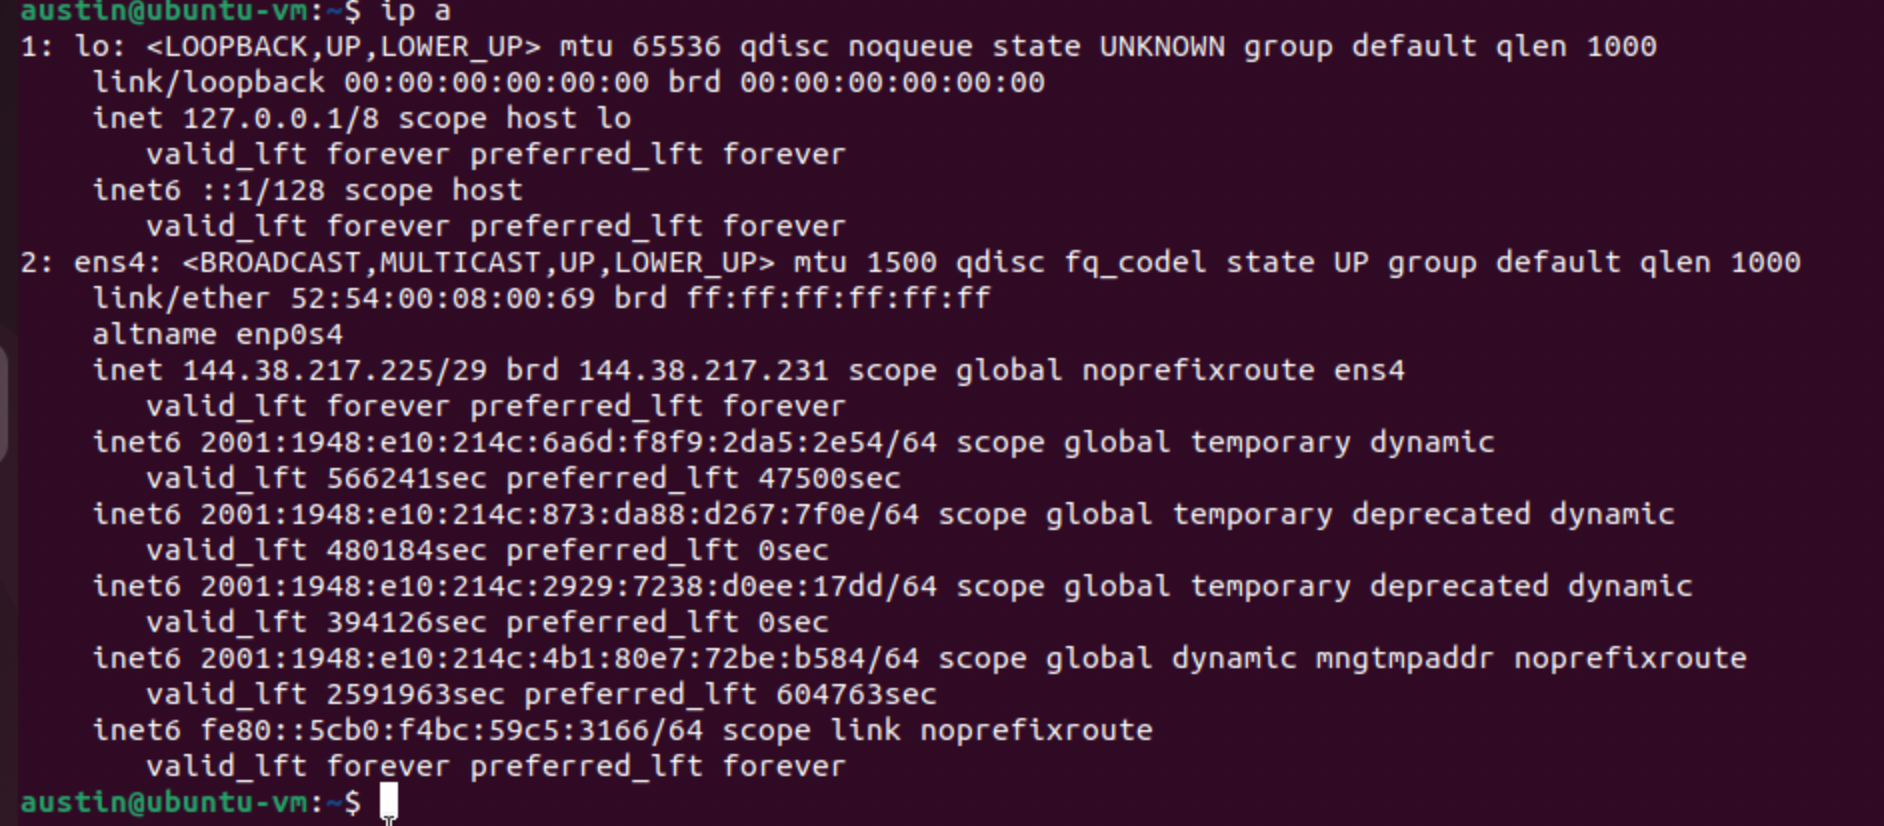 austin@ubuntu-vm:~$ ip a
1: lo: <LOOPBACK,UP,LOWER_UP> mtu 65536 qdisc noqueue state UNKNOWN group default qlen 1000
    link/loopback 00:00:00:00:00:00 brd 00:00:00:00:00:00
    inet 127.0.0.1/8 scope host lo
       valid_lft forever preferred_lft forever
    inet6 ::1/128 scope host
       valid_lft forever preferred_lft forever
2: ens4: <BROADCAST,MULTICAST,UP,LOWER_UP> mtu 1500 qdisc fq_codel state UP group default qlen 1000
    link/ether 52:54:00:08:00:69 brd ff:ff:ff:ff:ff:ff
    altname enp0s4
    inet 144.38.217.225/29 brd 144.38.217.231 scope global noprefixroute ens4
       valid_lft forever preferred_lft forever
    inet6 2001:1948:e10:214c:6a6d:f8f9:2da5:2e54/64 scope global temporary dynamic
       valid_lft 566241sec preferred_lft 47500sec
    inet6 2001:1948:e10:214c:873:da88:d267:7f0e/64 scope global temporary deprecated dynamic
       valid_lft 480184sec preferred_lft 0sec
    inet6 2001:1948:e10:214c:2929:7238:d0ee:17dd/64 scope global temporary deprecated dynamic
       valid_lft 394126sec preferred_lft 0sec
    inet6 2001:1948:e10:214c:4b1:80e7:72be:b584/64 scope global dynamic mngtmpaddr noprefixroute
       valid_lft 2591963sec preferred_lft 604763sec
    inet6 fe80::5cb0:f4bc:59c5:3166/64 scope link noprefixroute
       valid_lft forever preferred_lft forever
austin@ubuntu-vm:~$